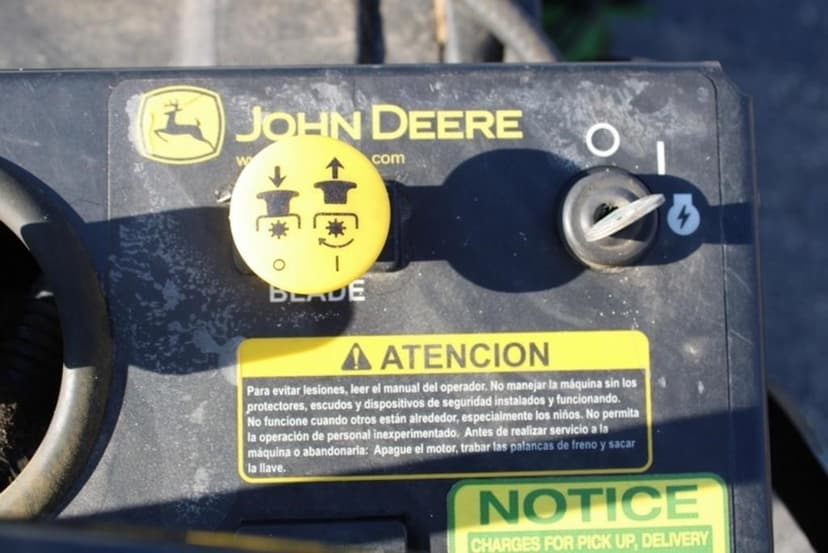 JOHN DEERE
com
BLADE
ATENCION
Para evitar lesiones, leer el manual del operador. No manejar la máquina sin los
protectores, escudos y dispositivos de seguridad instalados y funcionando.
No funcione cuando otros están alrededor, especialmente los niños. No permita
la operación de personal inexperimentado. Antes de realizar servicio a la
máquina o abandonarla: Apague el motor, trabar las palancas de freno y sacar
la llave.
NOTICE
CHARGES FOR PICK UP, DELIVERY